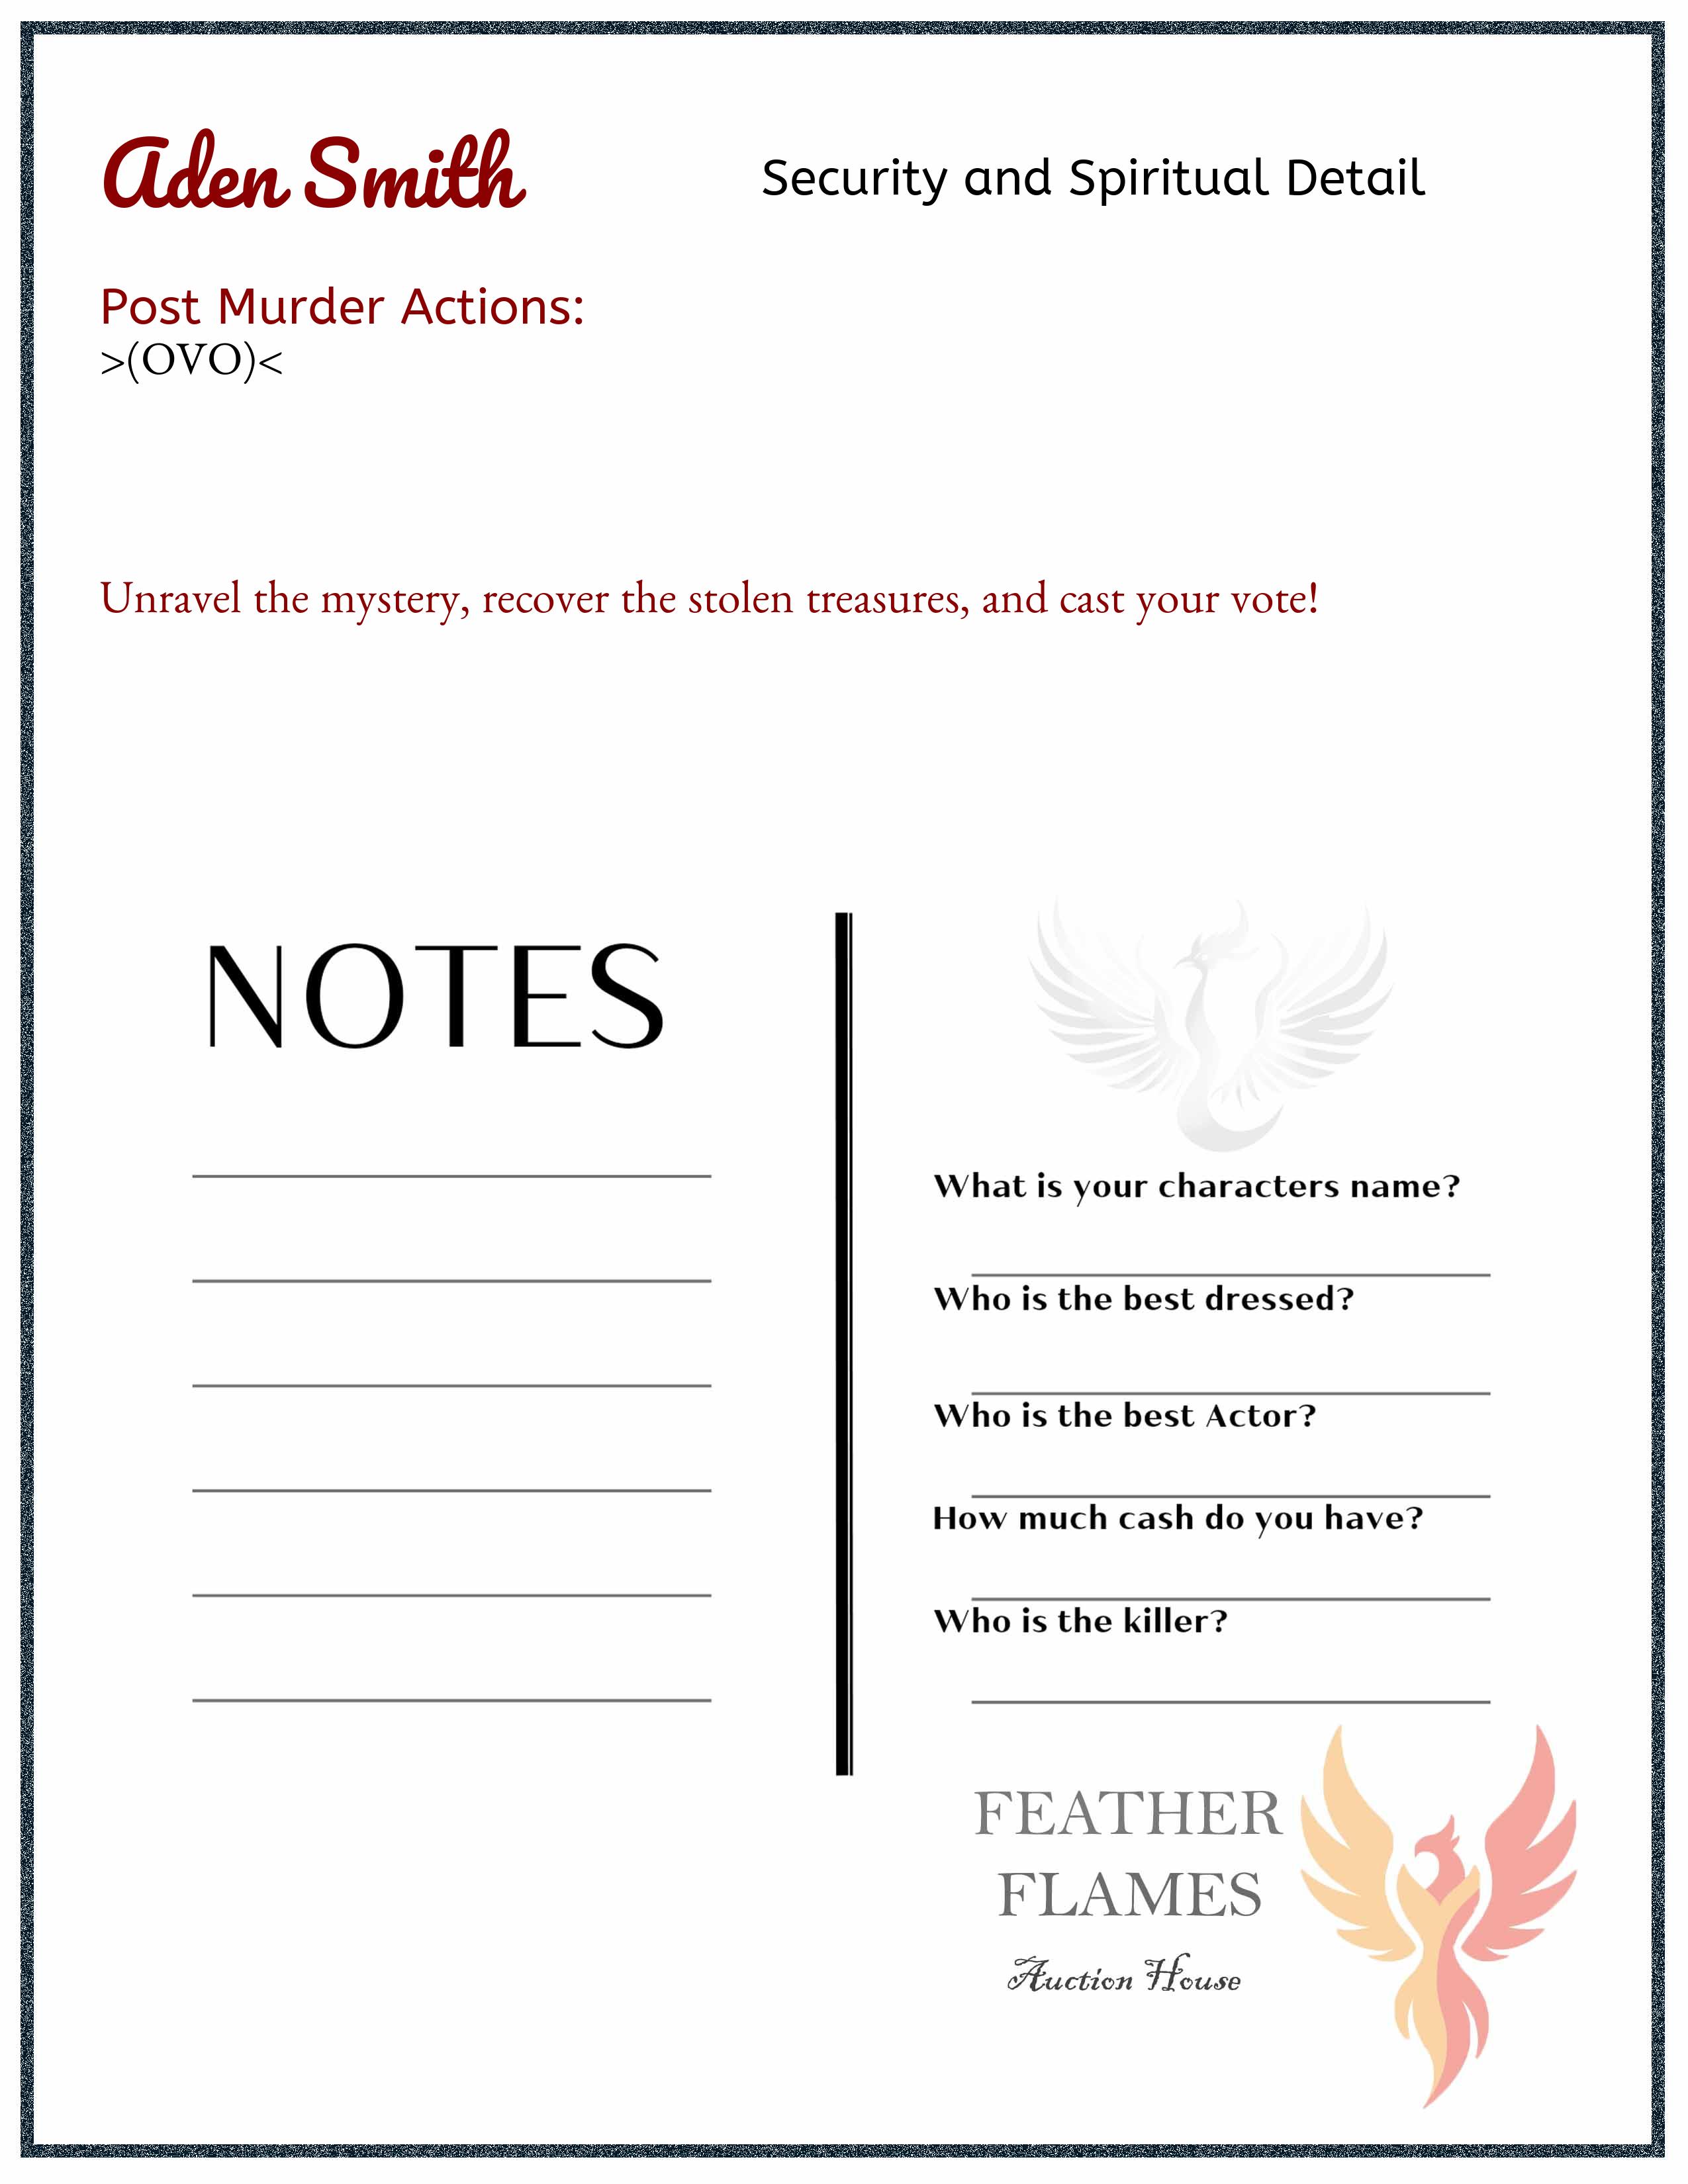 Aden Smith
Security and Spiritual Detail
Post Murder Actions:
>(OVO)<
Unravel the mystery, recover the stolen treasures, and cast your vote!
NOTES
What is your characters name?
Who is the best dressed?
Who is the best Actor?
How much cash do you have?
Who is the killer?
FEATHER
FLAMES
Auction House